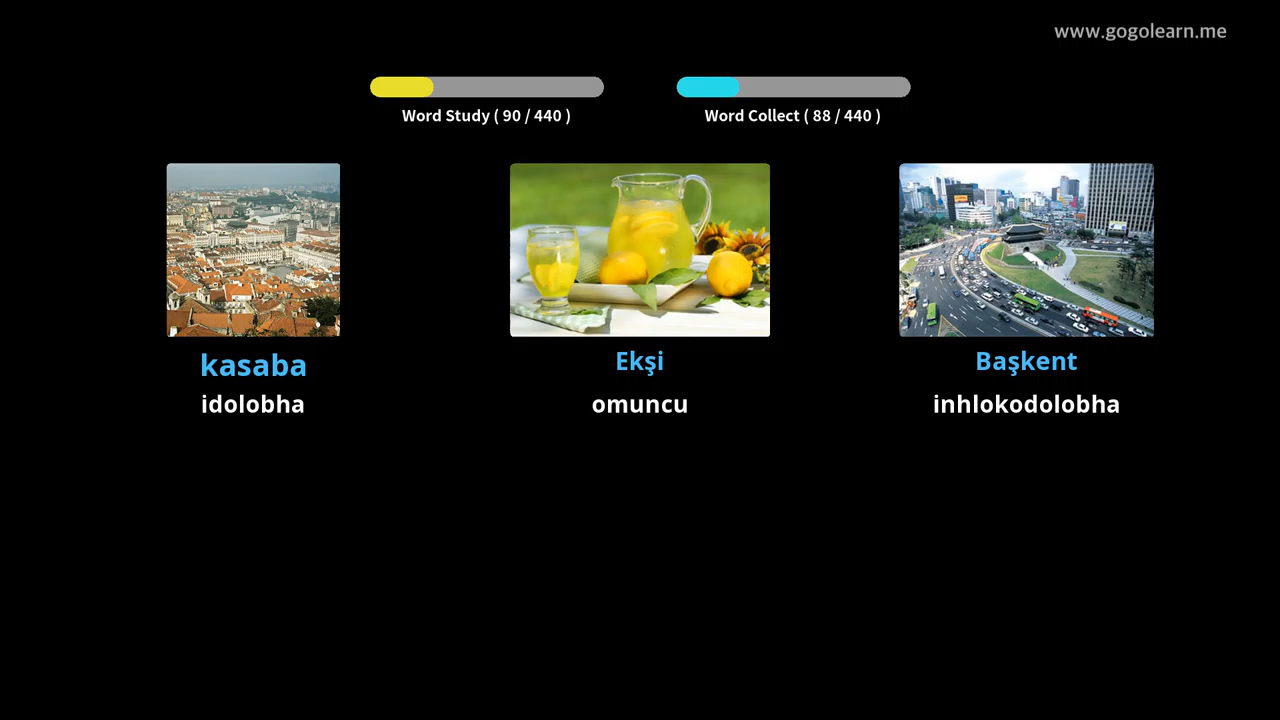 www.gogolearn.me
Word Study ( 90 / 440 )
Word Collect ( 88 / 440 )
kasaba
idolobha
Ekşi
omuncu
Başkent
inhlokodolobha